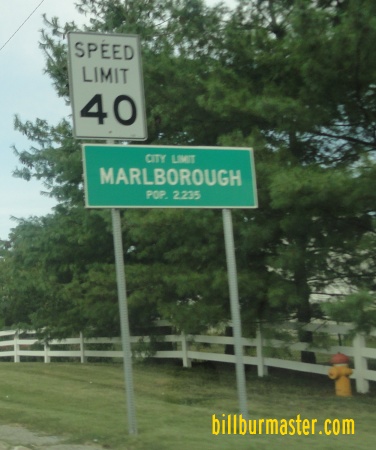 SPEED
LIMIT
40
CITY LIMIT
MARLBOROUGH
POP. 2,235
billburmaster.com